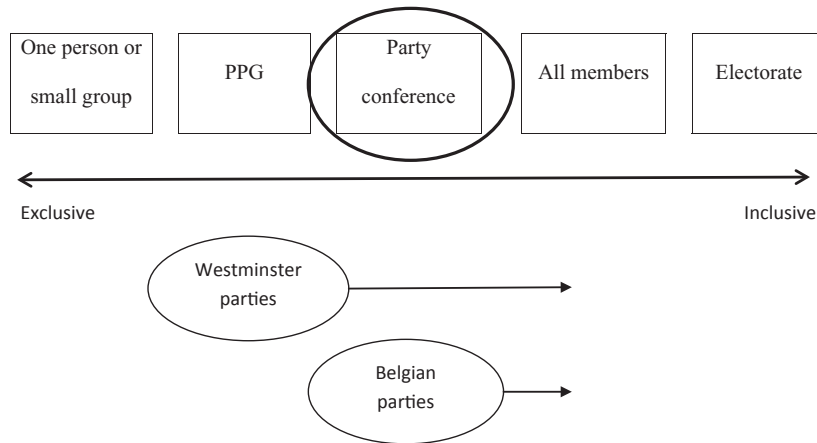 One person or
small group
PPG
Party
conference
All members
Electorate
Exclusive
Inclusive
Westminster
parties
Belgian
parties